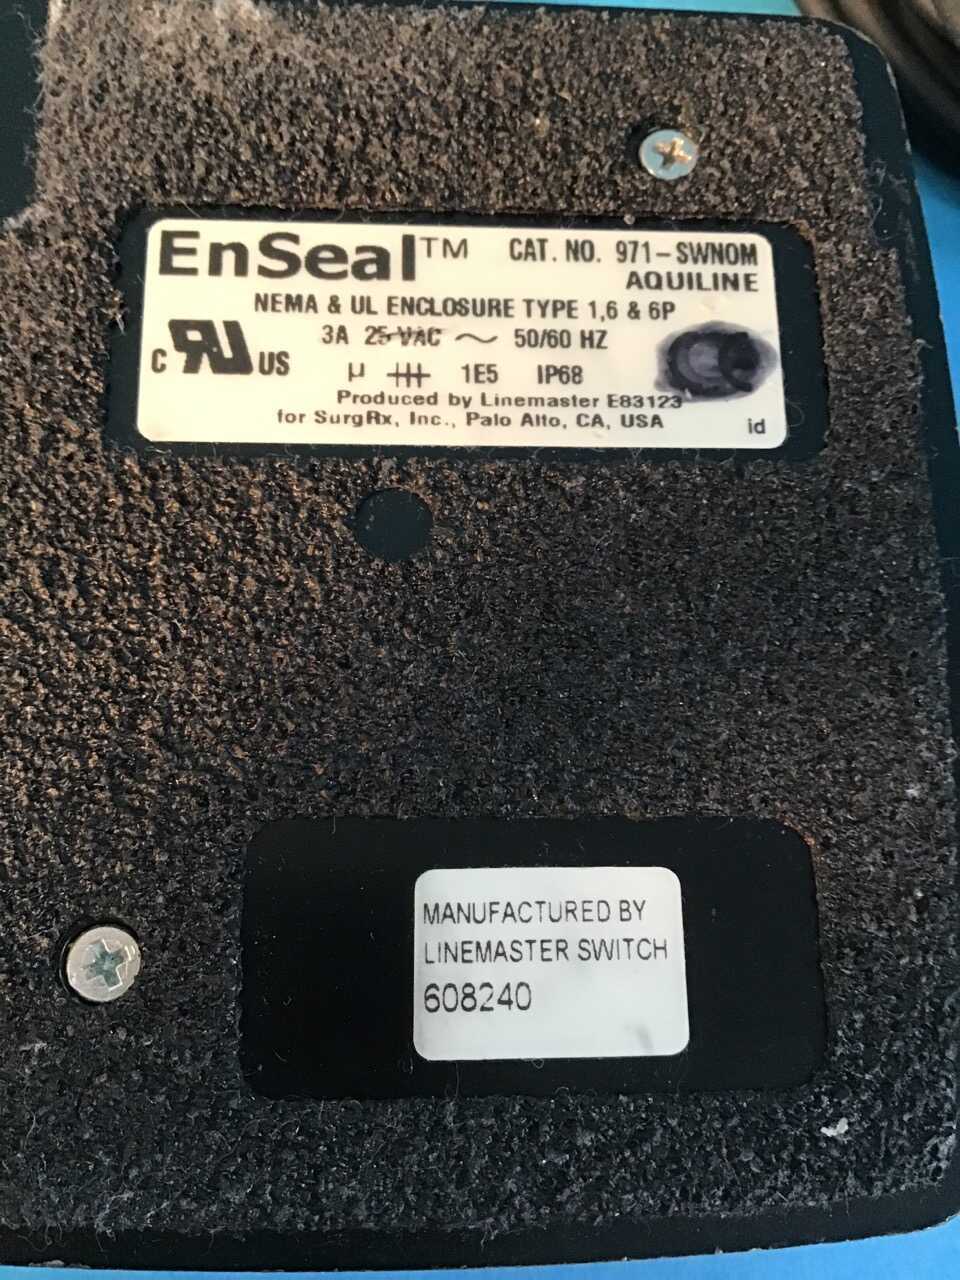 EnSeal™ CAT. NO. 971-SWNOM
AQUILINE
NEMA & UL ENCLOSURE TYPE 1,6 & 6P
3A 25 VAC ~ 50/60 HZ
C RU US
µ 1E5 IP68
Produced by Linemaster E83123
for SurgRx, Inc., Palo Alto, CA, USA
id
MANUFACTURED BY
LINEMASTER SWITCH
608240